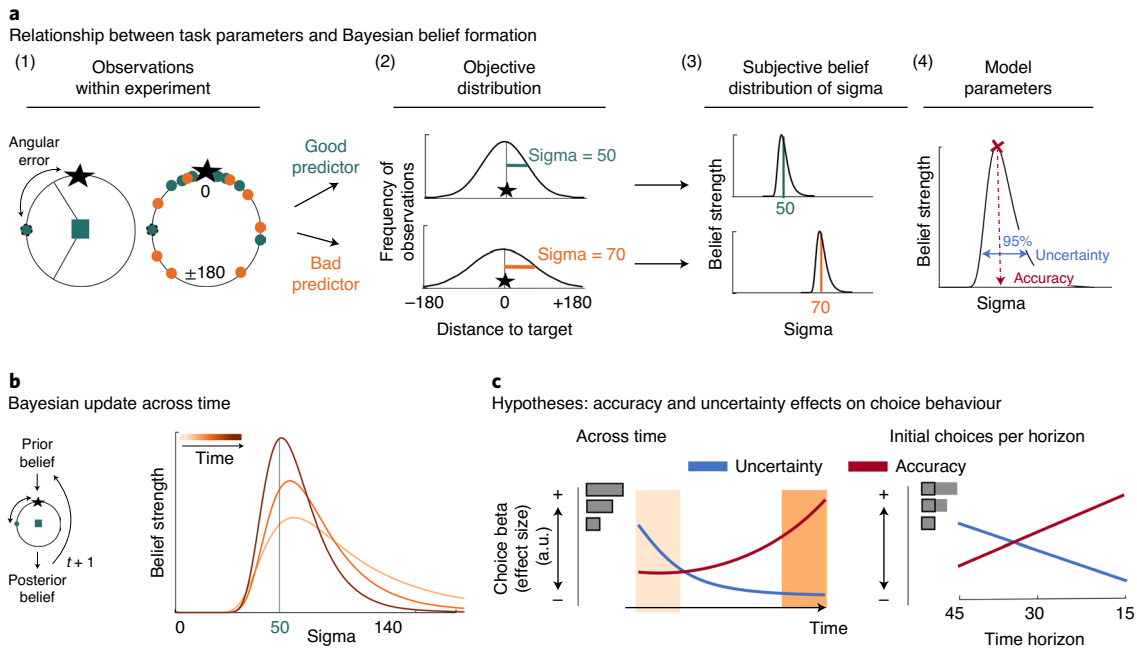 a
Relationship between task parameters and Bayesian belief formation
(1)
Observations
within experiment
(2)
Objective
distribution
(3)
Subjective belief
distribution of sigma
(4)
Model
parameters
Angular
error
0
±180
Good
predictor
Bad
predictor
Frequency of
observations
Sigma = 50
Sigma = 70
−180
0
+180
Distance to target
Belief strength
50
70
Sigma
Belief strength
95%
Uncertainty
Accuracy
Sigma
b
Bayesian update across time
Prior
belief
t + 1
Posterior
belief
Belief strength
Time
0
50
140
Sigma
c
Hypotheses: accuracy and uncertainty effects on choice behaviour
Across time
Initial choices per horizon
Uncertainty
Accuracy
Choice beta
(effect size)
(a.u.)
+
−
Time
+
−
45
30
15
Time horizon